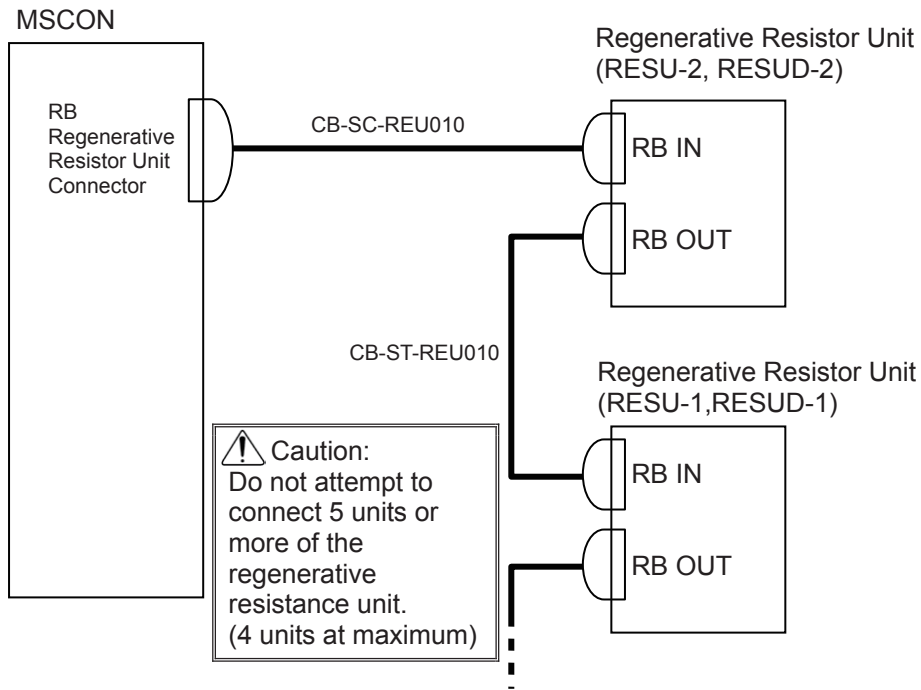 MSCON
RB
Regenerative
Resistor Unit
Connector
CB-SC-REU010
Regenerative Resistor Unit
(RESU-2, RESUD-2)
RB IN
RB OUT
CB-ST-REU010
Regenerative Resistor Unit
(RESU-1,RESUD-1)
RB IN
RB OUT
Caution:
Do not attempt to
connect 5 units or
more of the
regenerative
resistance unit.
(4 units at maximum)